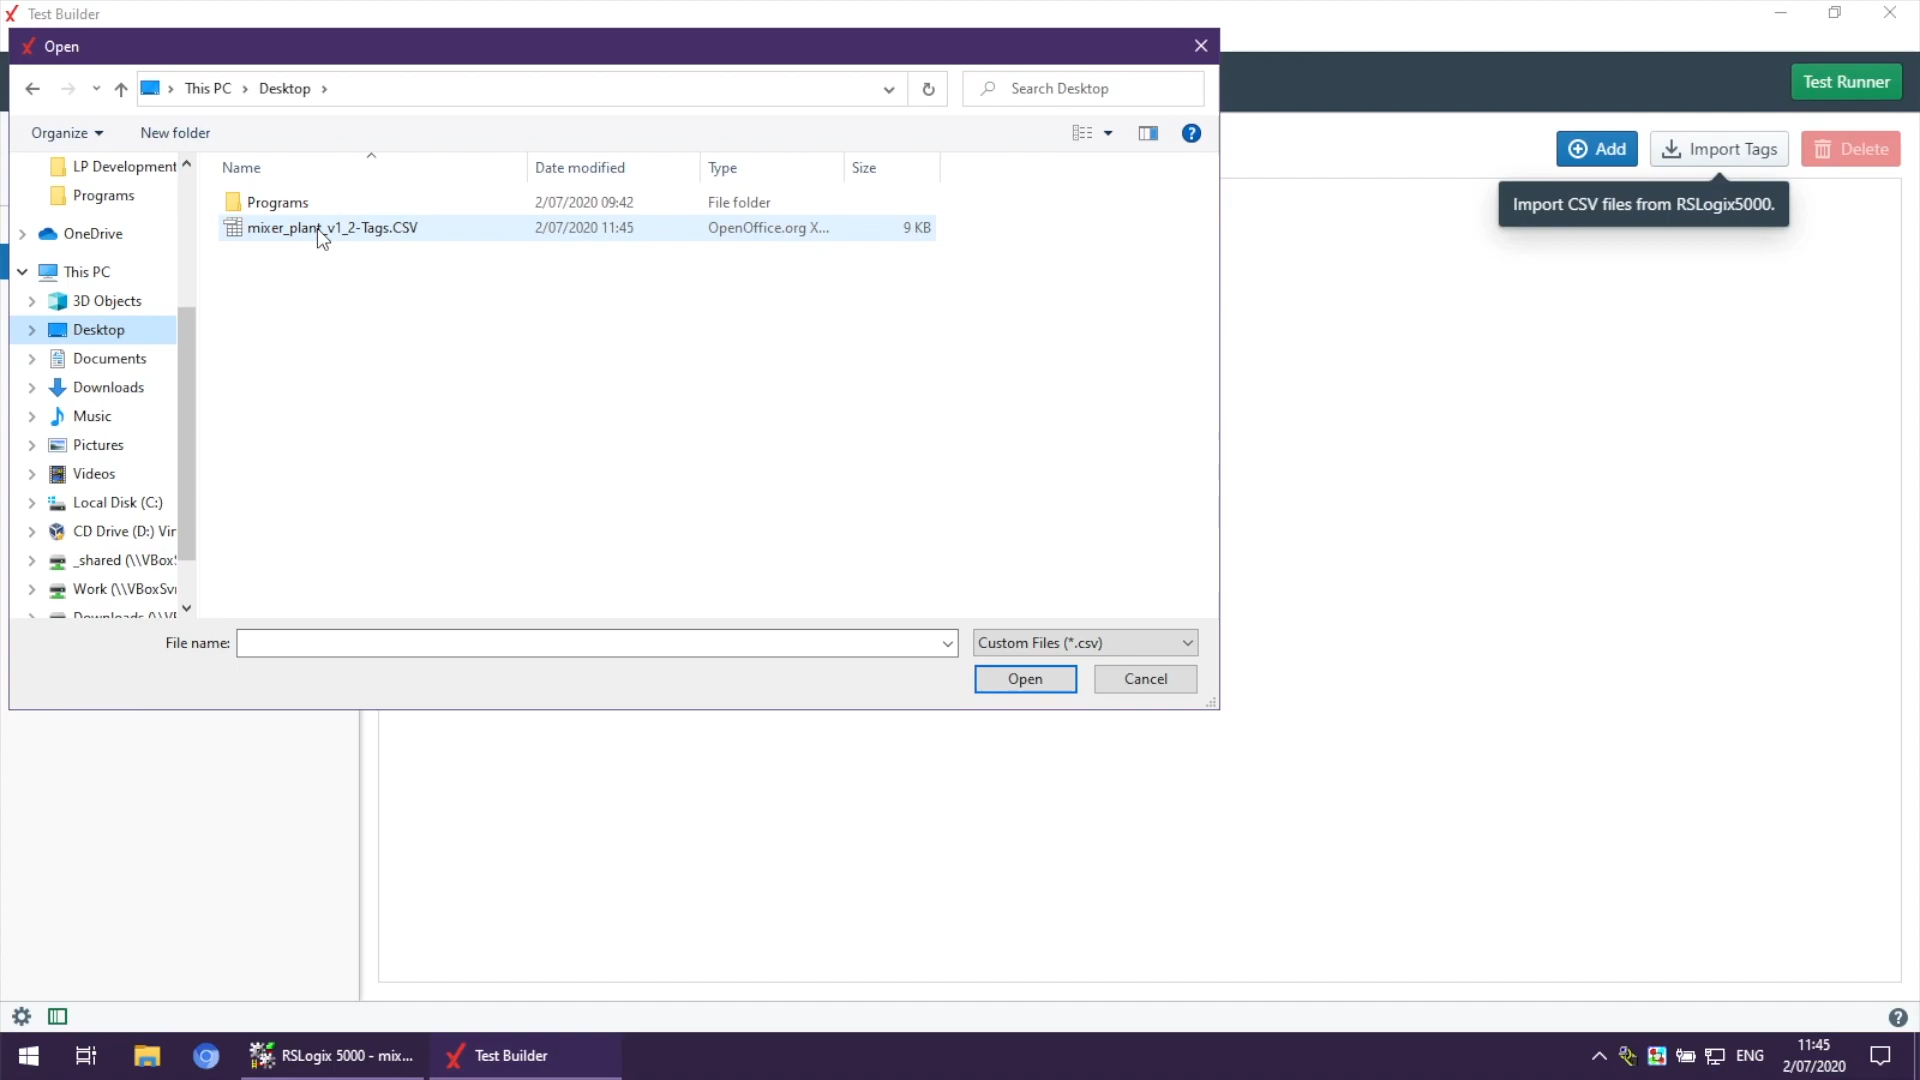 Test Builder
Open
This PC > Desktop >
Search Desktop
Test Runner
Organize
New folder
Add
Import Tags
Delete
Import CSV files from RSLogix5000.
LP Development
Programs
OneDrive
This PC
3D Objects
Desktop
Documents
Downloads
Music
Pictures
Videos
Local Disk (C:)
CD Drive (D:) Vir
_shared (\\VBox
Work (\\VBoxSvr
Name
Date modified
Type
Size
Programs 2/07/2020 09:42 File folder
mixer_plant_v1_2-Tags.CSV 2/07/2020 11:45 OpenOffice.org X... 9 KB
File name:
Custom Files (*.csv)
Open
Cancel
RSLogix 5000 - mix...
Test Builder
ENG
11:45
2/07/2020